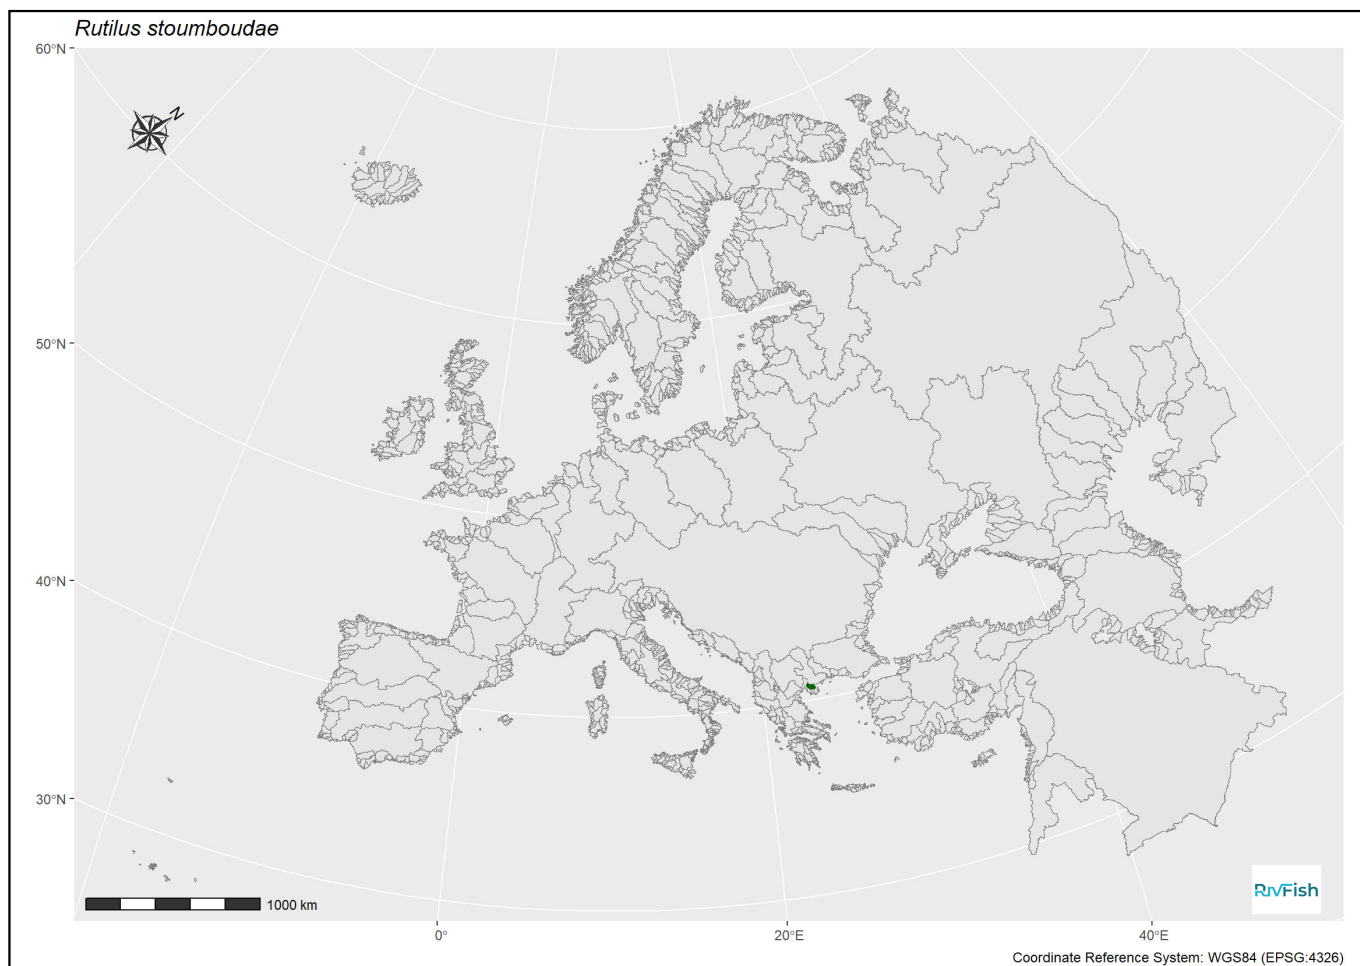 Rutilus stoumboudae
60°N
N
50°N
40°N
30°N
1000 km
RIVFISH
0°
20°E
40°E
Coordinate Reference System: WGS84 (EPSG:4326)